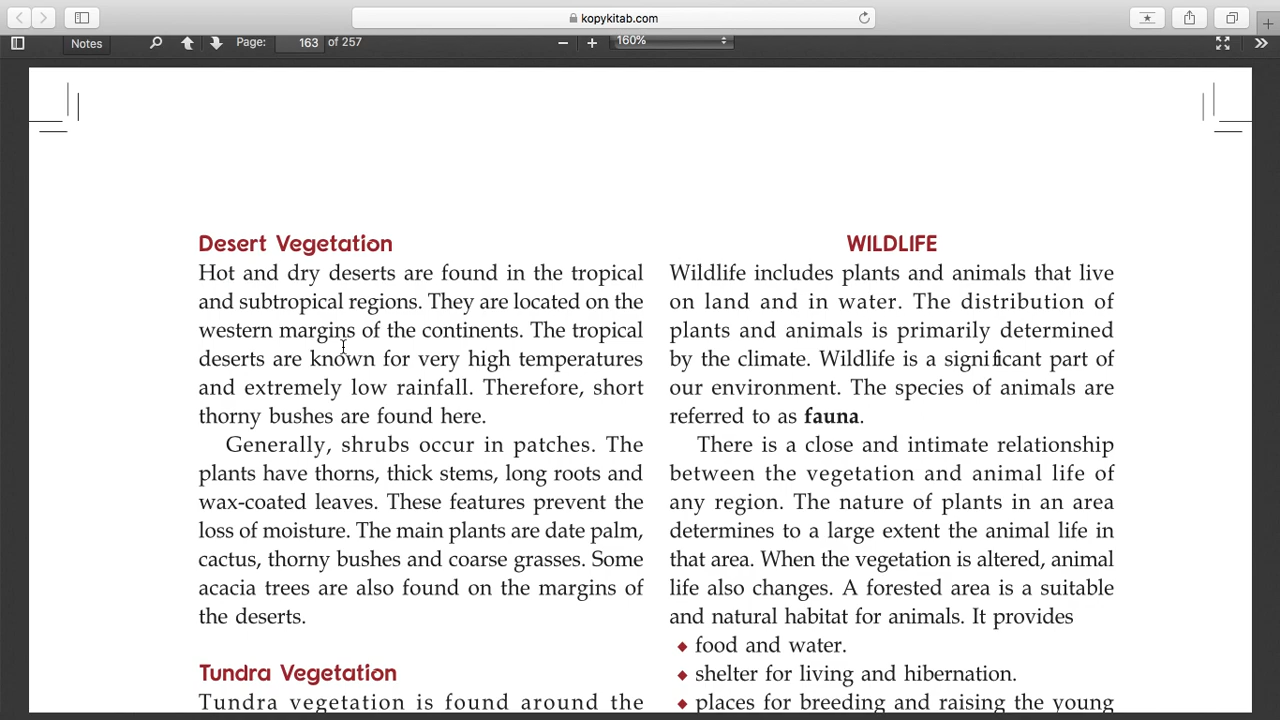 kopykitab.com
Notes
Page: 163 of 257
160%
Desert Vegetation
Hot and dry deserts are found in the tropical
and subtropical regions. They are located on the
western margins of the continents. The tropical
deserts are known for very high temperatures
and extremely low rainfall. Therefore, short
thorny bushes are found here.
Generally, shrubs occur in patches. The
plants have thorns, thick stems, long roots and
wax-coated leaves. These features prevent the
loss of moisture. The main plants are date palm,
cactus, thorny bushes and coarse grasses. Some
acacia trees are also found on the margins of
the deserts.
Tundra Vegetation
Tundra vegetation is found around the
WILDLIFE
Wildlife includes plants and animals that live
on land and in water. The distribution of
plants and animals is primarily determined
by the climate. Wildlife is a significant part of
our environment. The species of animals are
referred to as fauna.
There is a close and intimate relationship
between the vegetation and animal life of
any region. The nature of plants in an area
determines to a large extent the animal life in
that area. When the vegetation is altered, animal
life also changes. A forested area is a suitable
and natural habitat for animals. It provides
◆ food and water.
◆ shelter for living and hibernation.
◆ places for breeding and raising the young